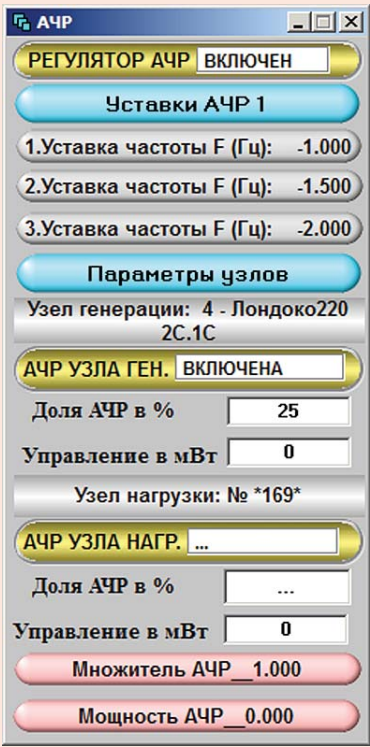 АЧР
РЕГУЛЯТОР АЧР ВКЛЮЧЕН
Уставки АЧР 1
1.Уставка частоты F (Гц): -1.000
2.Уставка частоты F (Гц): -1.500
3.Уставка частоты F (Гц): -2.000
Параметры узлов
Узел генерации: 4 - Лондоко220
2С.1С
АЧР УЗЛА ГЕН. ВКЛЮЧЕНА
Доля АЧР в % 25
Управление в мВт 0
Узел нагрузки: № *169*
АЧР УЗЛА НАГР. ...
Доля АЧР в % ...
Управление в мВт 0
Множитель АЧР__1.000
Мощность АЧР__0.000